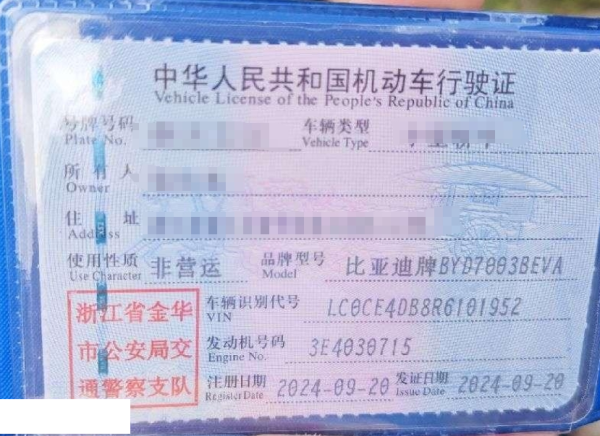 中华人民共和国机动车行驶证
Vehicle License of the People's Republic of China
号牌号码 车辆类型
Plate No. Vehicle Type
所有人
Owner
住址
Address
使用性质 非营运 品牌型号 比亚迪牌BYD7003BEVA
Use Character Model
浙江省金华
市公安局交
通警察支队
车辆识别代号 LC0CE4DB8R6101952
VIN
发动机号码 3E4030715
Engine No.
注册日期 2024-09-20 发证日期 2024-09-20
Register Date Issue Date